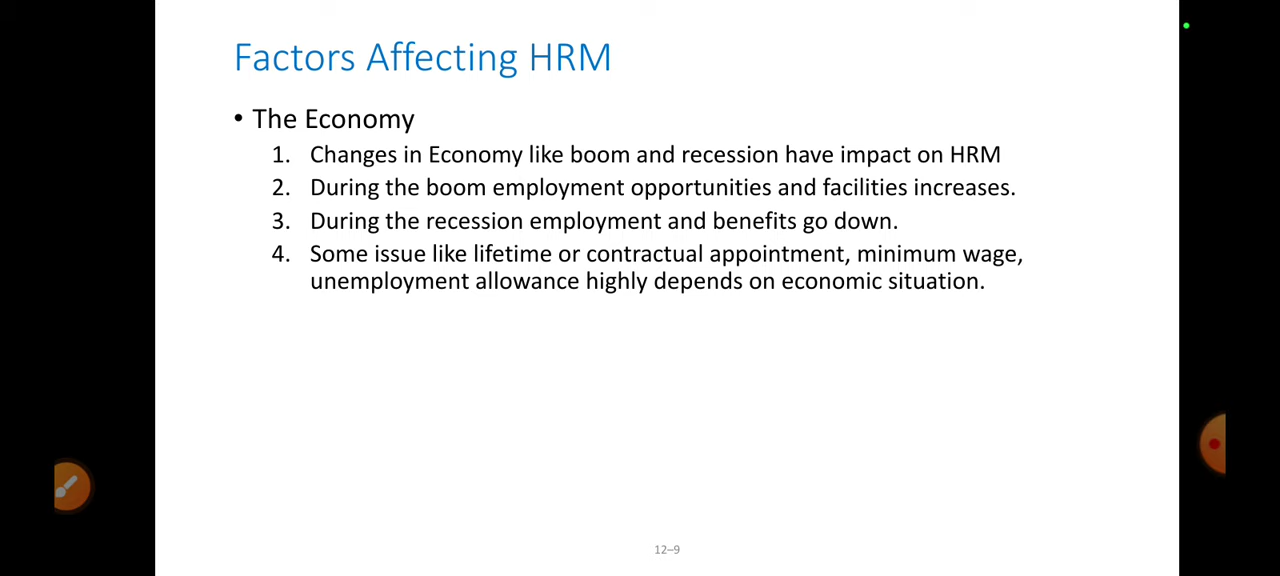 Factors Affecting HRM
• The Economy
1. Changes in Economy like boom and recession have impact on HRM
2. During the boom employment opportunities and facilities increases.
3. During the recession employment and benefits go down.
4. Some issue like lifetime or contractual appointment, minimum wage,
unemployment allowance highly depends on economic situation.
12–9